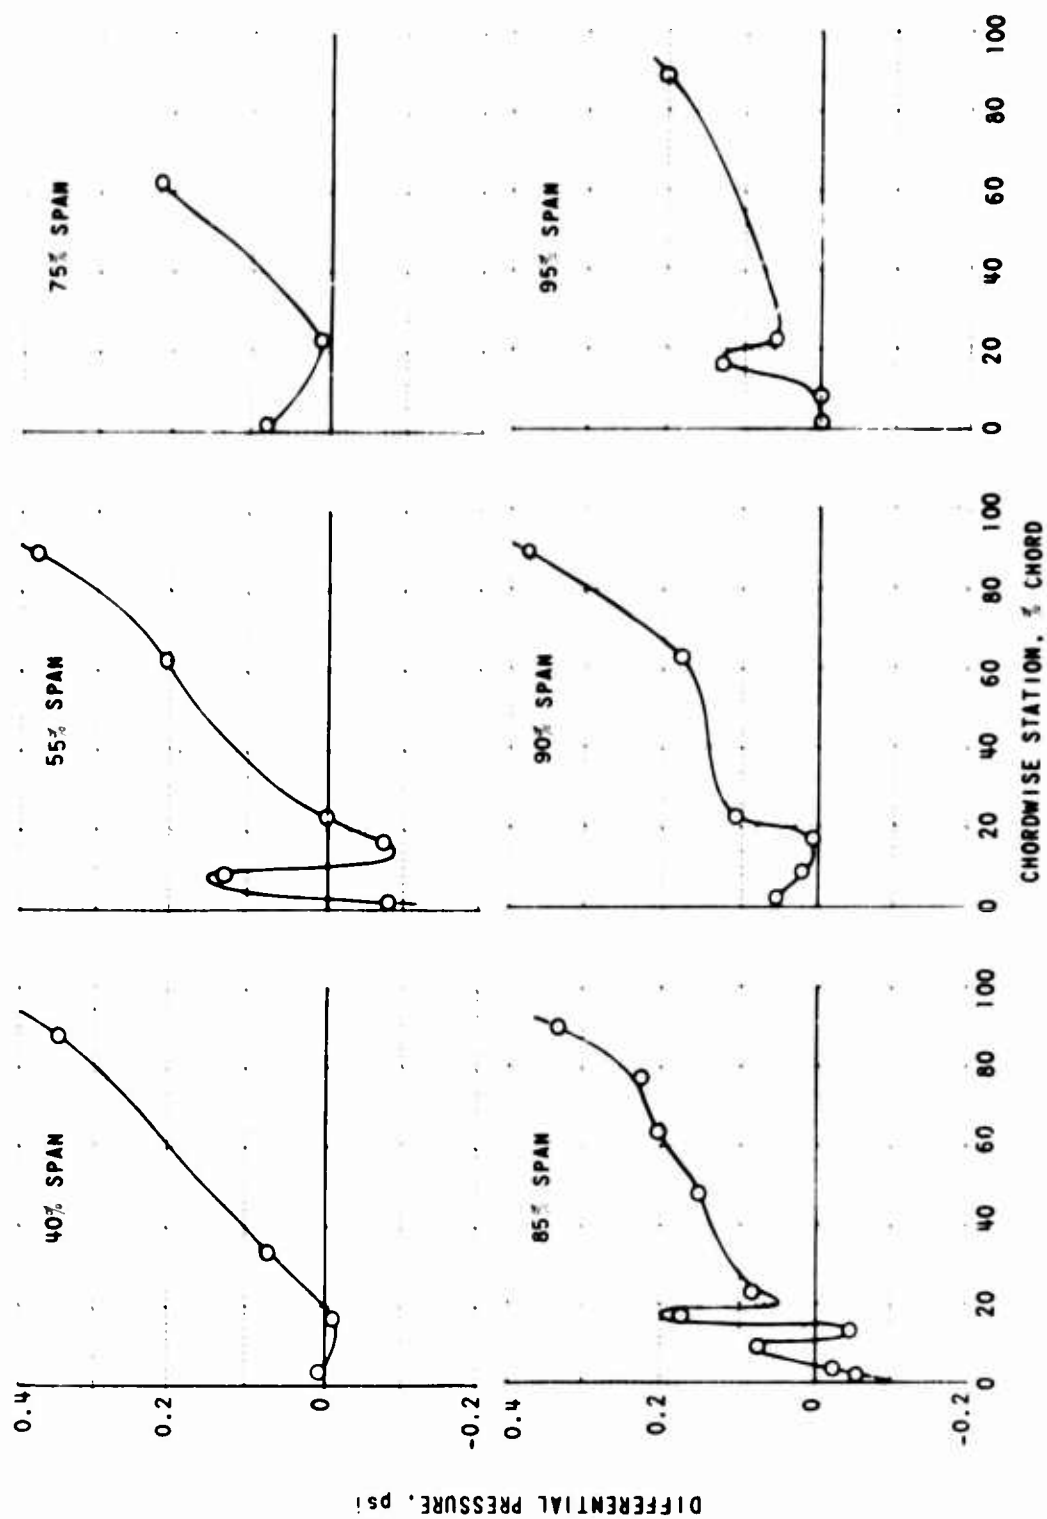 DIFFERENTIAL PRESSURE, psi
40% SPAN
55% SPAN
75% SPAN
0.4
0.2
0
-0.2
85% SPAN
90% SPAN
95% SPAN
0.4
0.2
0
-0.2
0 20 40 60 80 100
0 20 40 60 80 100
0 20 40 60 80 100
CHORDWISE STATION, % CHORD